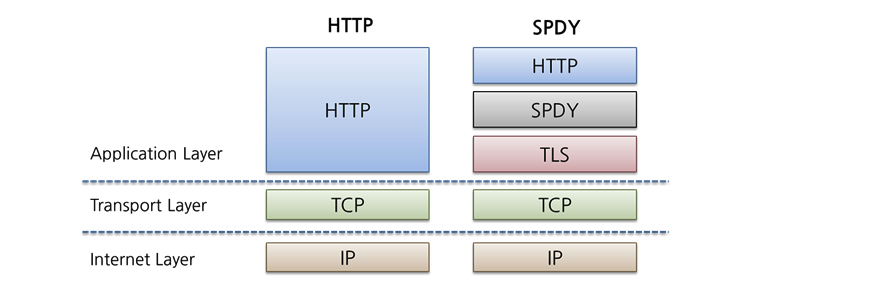 HTTP SPDY
HTTP HTTP
SPDY
Application Layer TLS
Transport Layer TCP TCP
Internet Layer IP IP